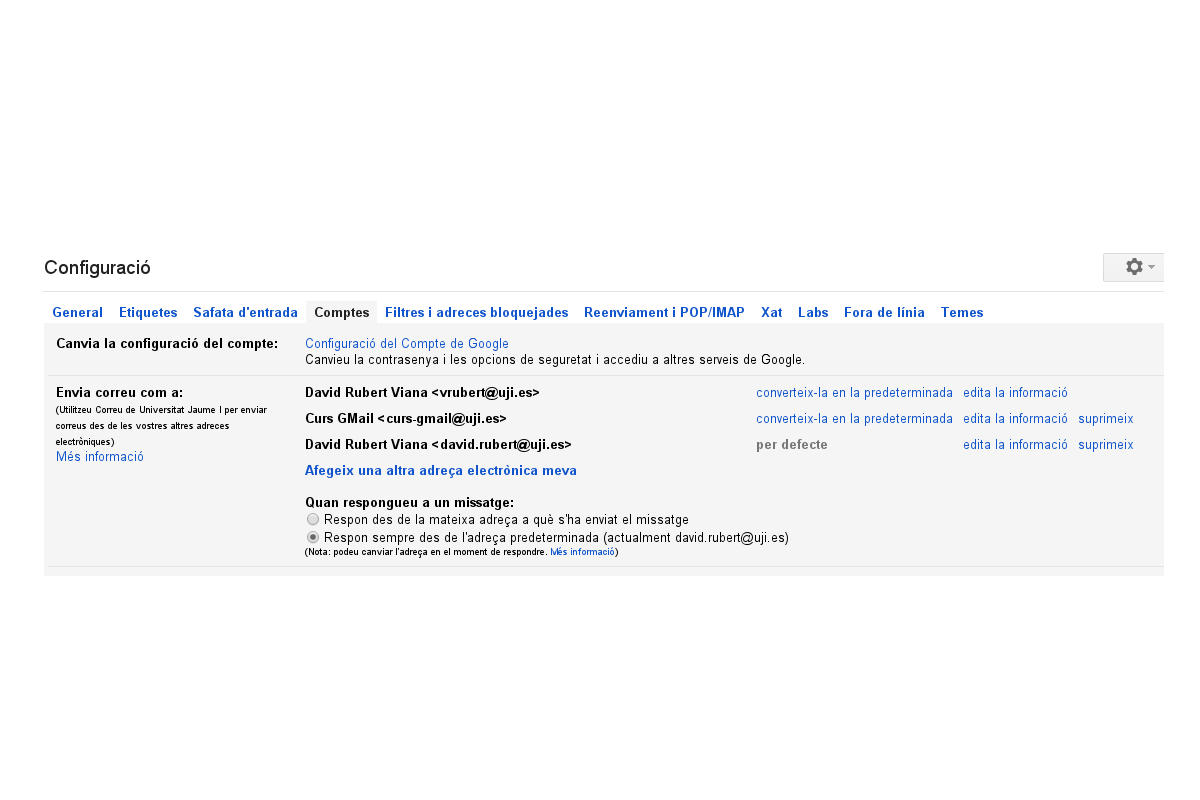 Configuració
General Etiquetes Safata d'entrada Comptes Filtres i adreces bloquejades Reenviament i POP/IMAP Xat Labs Fora de línia Temes
Canvia la configuració del compte: Configuració del Compte de Google
Canvieu la contrasenya i les opcions de seguretat i accediu a altres serveis de Google.
Envia correu com a:
(Utilitzeu Correu de Universitat Jaume I per enviar
correus des de les vostres altres adreces
electròniques)
Més informació
David Rubert Viana <vrubert@uji.es> converteix-la en la predeterminada edita la informació
Curs GMail <curs-gmail@uji.es> converteix-la en la predeterminada edita la informació suprimeix
David Rubert Viana <david.rubert@uji.es> per defecte edita la informació suprimeix
Afegeix una altra adreça electrònica meva
Quan respongueu a un missatge:
Respon des de la mateixa adreça a què s'ha enviat el missatge
Respon sempre des de l'adreça predeterminada (actualment david.rubert@uji.es)
(Nota: podeu canviar l'adreça en el moment de respondre. Més informació)